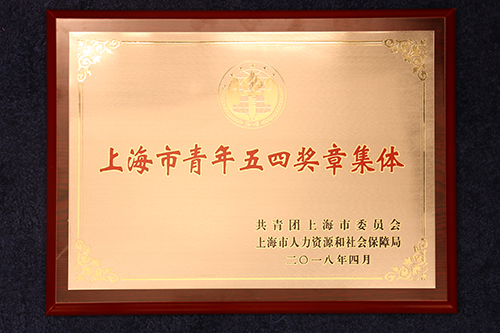 上海市青年五四奖章集体
共青团上海市委员会
上海市人力资源和社会保障局
二〇一八年四月